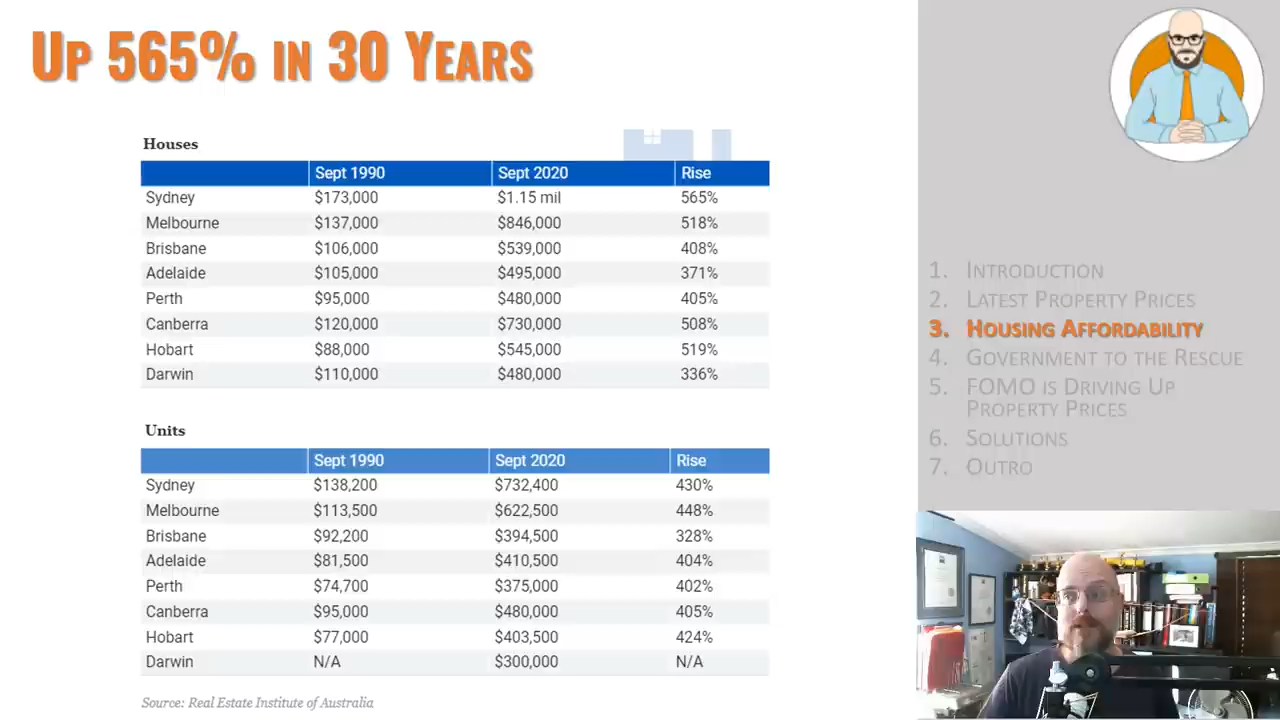 UP 565% IN 30 YEARS
Houses
Sept 1990 Sept 2020 Rise
Sydney $173,000 $1.15 mil 565%
Melbourne $137,000 $846,000 518%
Brisbane $106,000 $539,000 408%
Adelaide $105,000 $495,000 371%
Perth $95,000 $480,000 405%
Canberra $120,000 $730,000 508%
Hobart $88,000 $545,000 519%
Darwin $110,000 $480,000 336%
Units
Sept 1990 Sept 2020 Rise
Sydney $138,200 $732,400 430%
Melbourne $113,500 $622,500 448%
Brisbane $92,200 $394,500 328%
Adelaide $81,500 $410,500 404%
Perth $74,700 $375,000 402%
Canberra $95,000 $480,000 405%
Hobart $77,000 $403,500 424%
Darwin N/A $300,000 N/A
Source: Real Estate Institute of Australia
1. INTRODUCTION
2. LATEST PROPERTY PRICES
3. HOUSING AFFORDABILITY
4. GOVERNMENT TO THE RESCUE
5. FOMO IS DRIVING UP
PROPERTY PRICES
6. SOLUTIONS
7. OUTRO